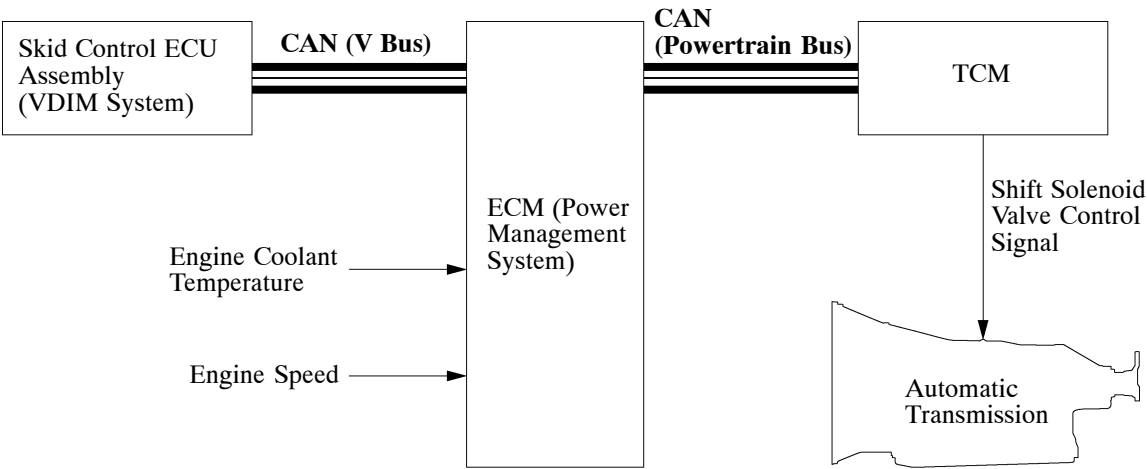 Skid Control ECU
Assembly
(VDIM System)
CAN (V Bus)
ECM (Power
Management
System)
CAN
(Powertrain Bus)
TCM
Shift Solenoid
Valve Control
Signal
Engine Coolant
Temperature
Engine Speed
Automatic
Transmission